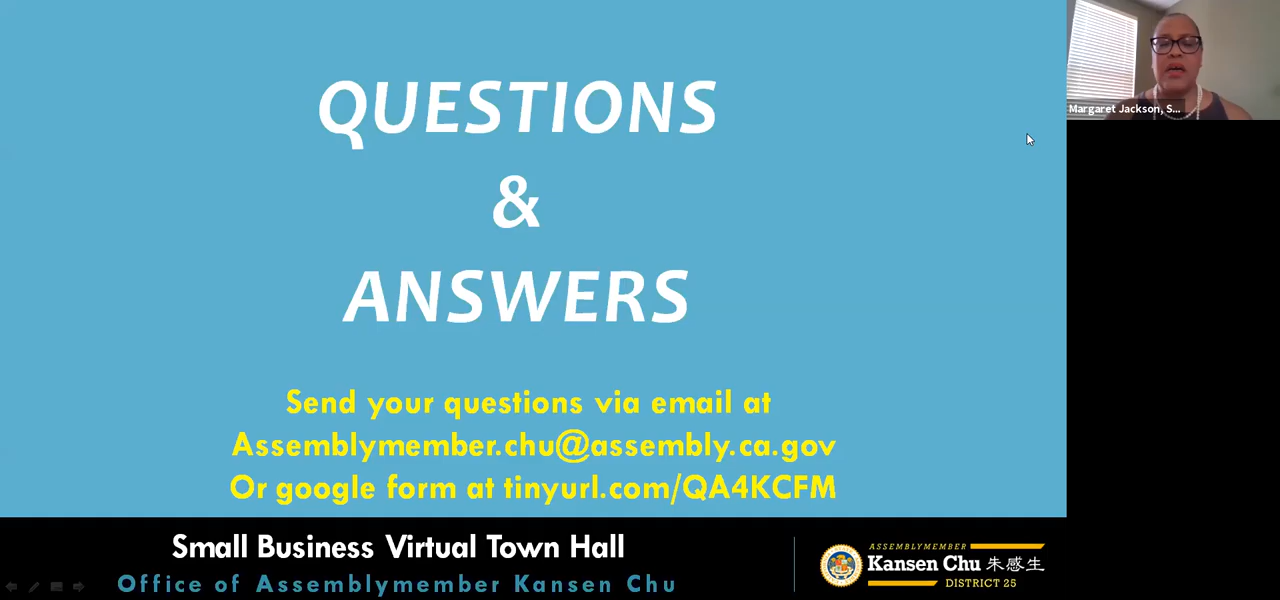 QUESTIONS
&
ANSWERS
Send your questions via email at
Assemblymember.chu@assembly.ca.gov
Or google form at tinyurl.com/QA4KCFM
Margaret Jackson, S...
Small Business Virtual Town Hall
Office of Assemblymember Kansen Chu
ASSEMBLYMEMBER
Kansen Chu 朱感生
DISTRICT 25